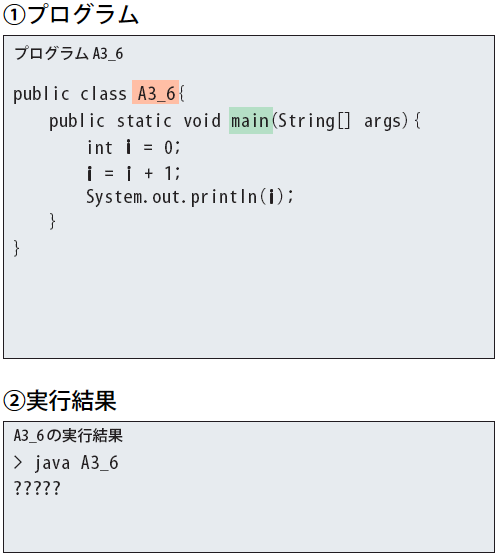 ①プログラム
プログラム A3_6
public class A3_6{
public static void main(String[] args){
int i = 0;
i = i + 1;
System.out.println(i);
}
}
②実行結果
A3_6の実行結果
> java A3_6
?????